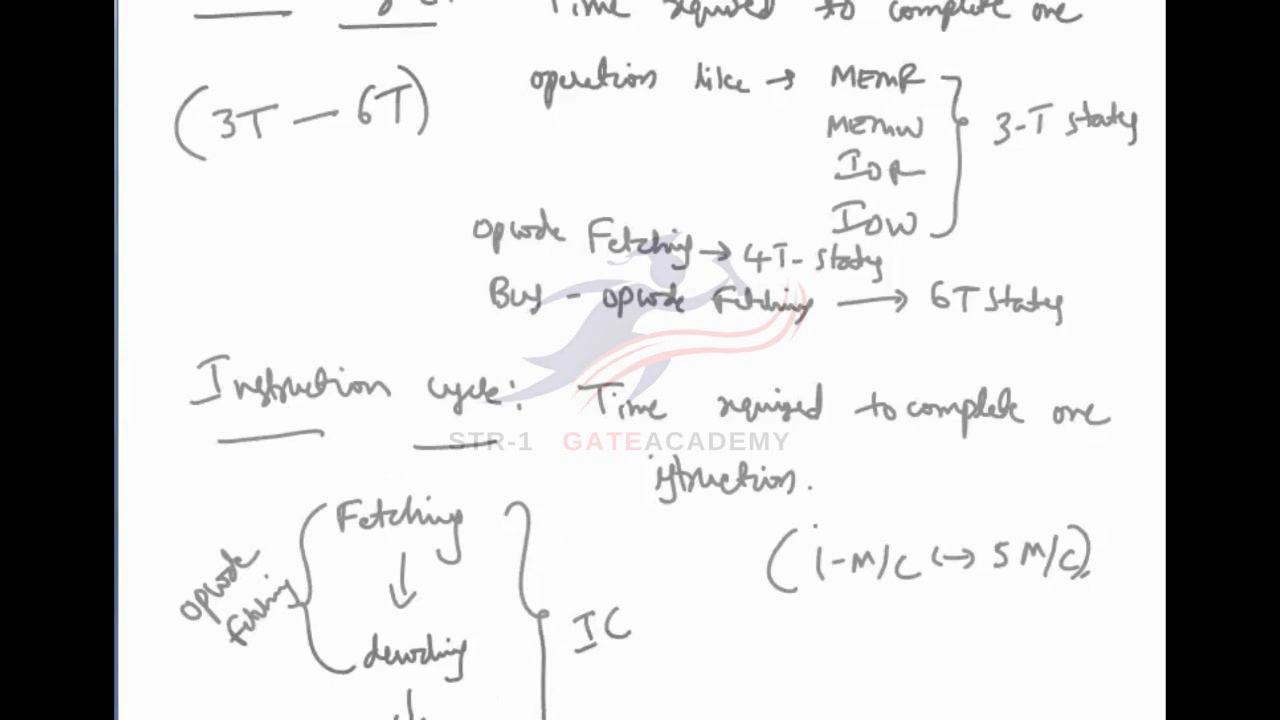 Time required to complete one
(3T — 6T)
operation like → MEMR
MEMW
IOR
IOW
3-T states
Opcode Fetching → 4T- states
Bus - opcode Fetching → 6T states
Instruction cycle: Time required to complete one
STR-1 GATEACADEMY
istruction.
Fetching
(1-M/C ↔ 5 M/C).
opcode
fetching
IC
decoding